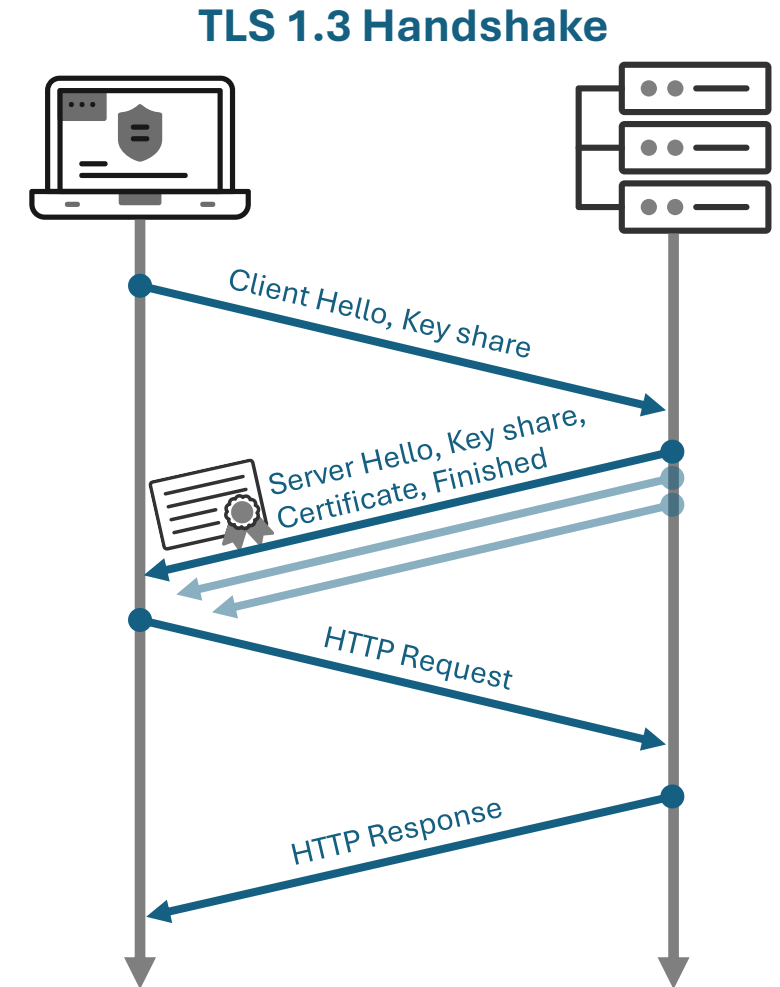 TLS 1.3 Handshake
Client Hello, Key share
Server Hello, Key share,
Certificate, Finished
HTTP Request
HTTP Response